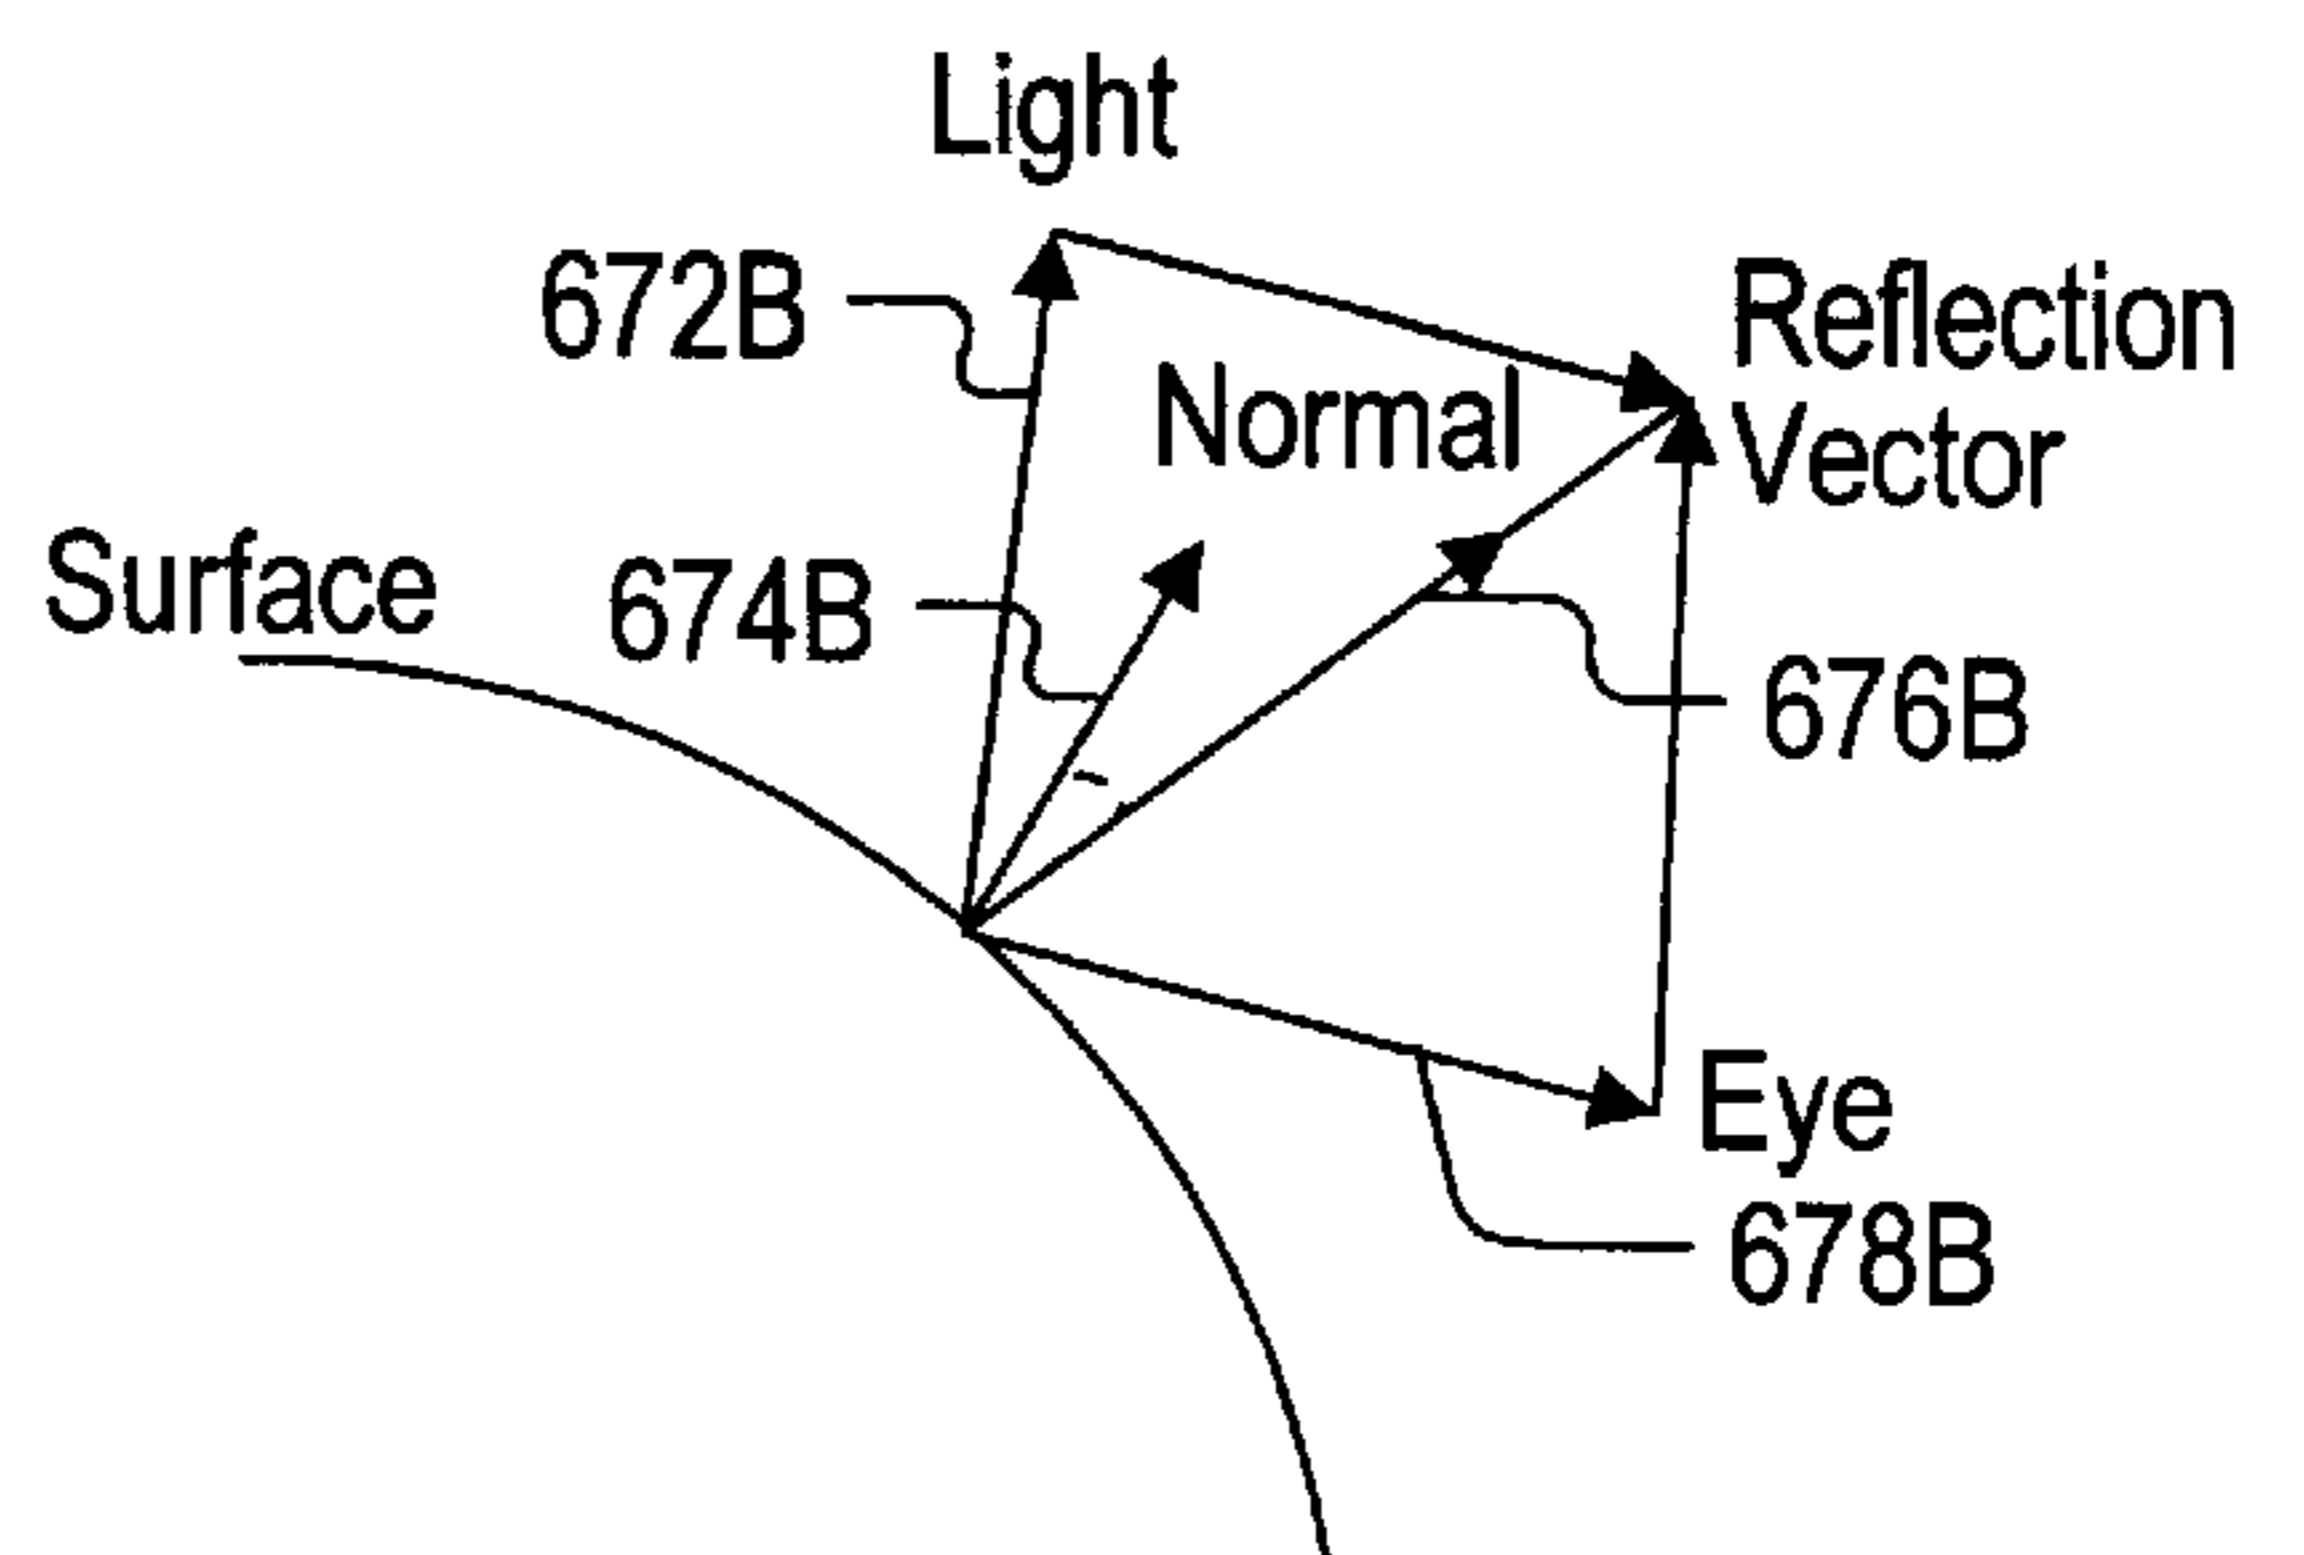 Light
672B
Reflection
Vector
Normal
Surface
674B
676B
Eye
678B